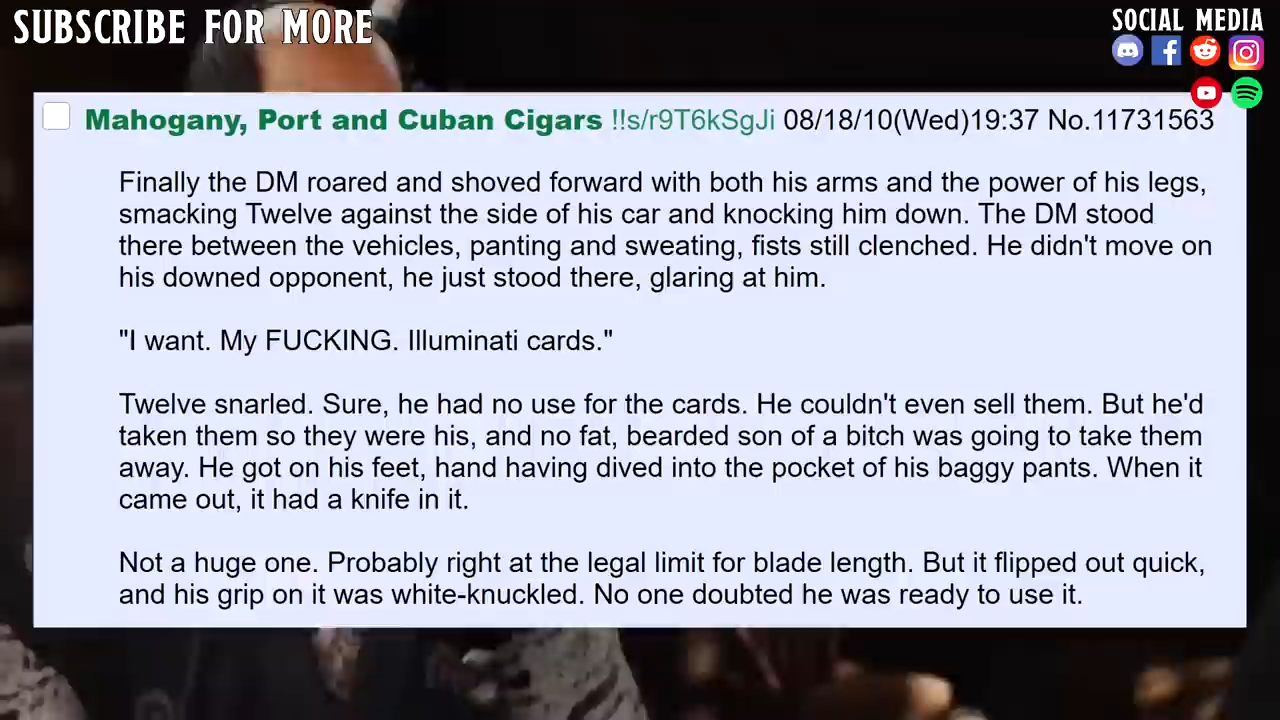 SUBSCRIBE FOR MORE
SOCIAL MEDIA
Mahogany, Port and Cuban Cigars !!s/r9T6kSgJi 08/18/10(Wed)19:37 No.11731563
Finally the DM roared and shoved forward with both his arms and the power of his legs,
smacking Twelve against the side of his car and knocking him down. The DM stood
there between the vehicles, panting and sweating, fists still clenched. He didn't move on
his downed opponent, he just stood there, glaring at him.
"I want. My FUCKING. Illuminati cards."
Twelve snarled. Sure, he had no use for the cards. He couldn't even sell them. But he'd
taken them so they were his, and no fat, bearded son of a bitch was going to take them
away. He got on his feet, hand having dived into the pocket of his baggy pants. When it
came out, it had a knife in it.
Not a huge one. Probably right at the legal limit for blade length. But it flipped out quick,
and his grip on it was white-knuckled. No one doubted he was ready to use it.